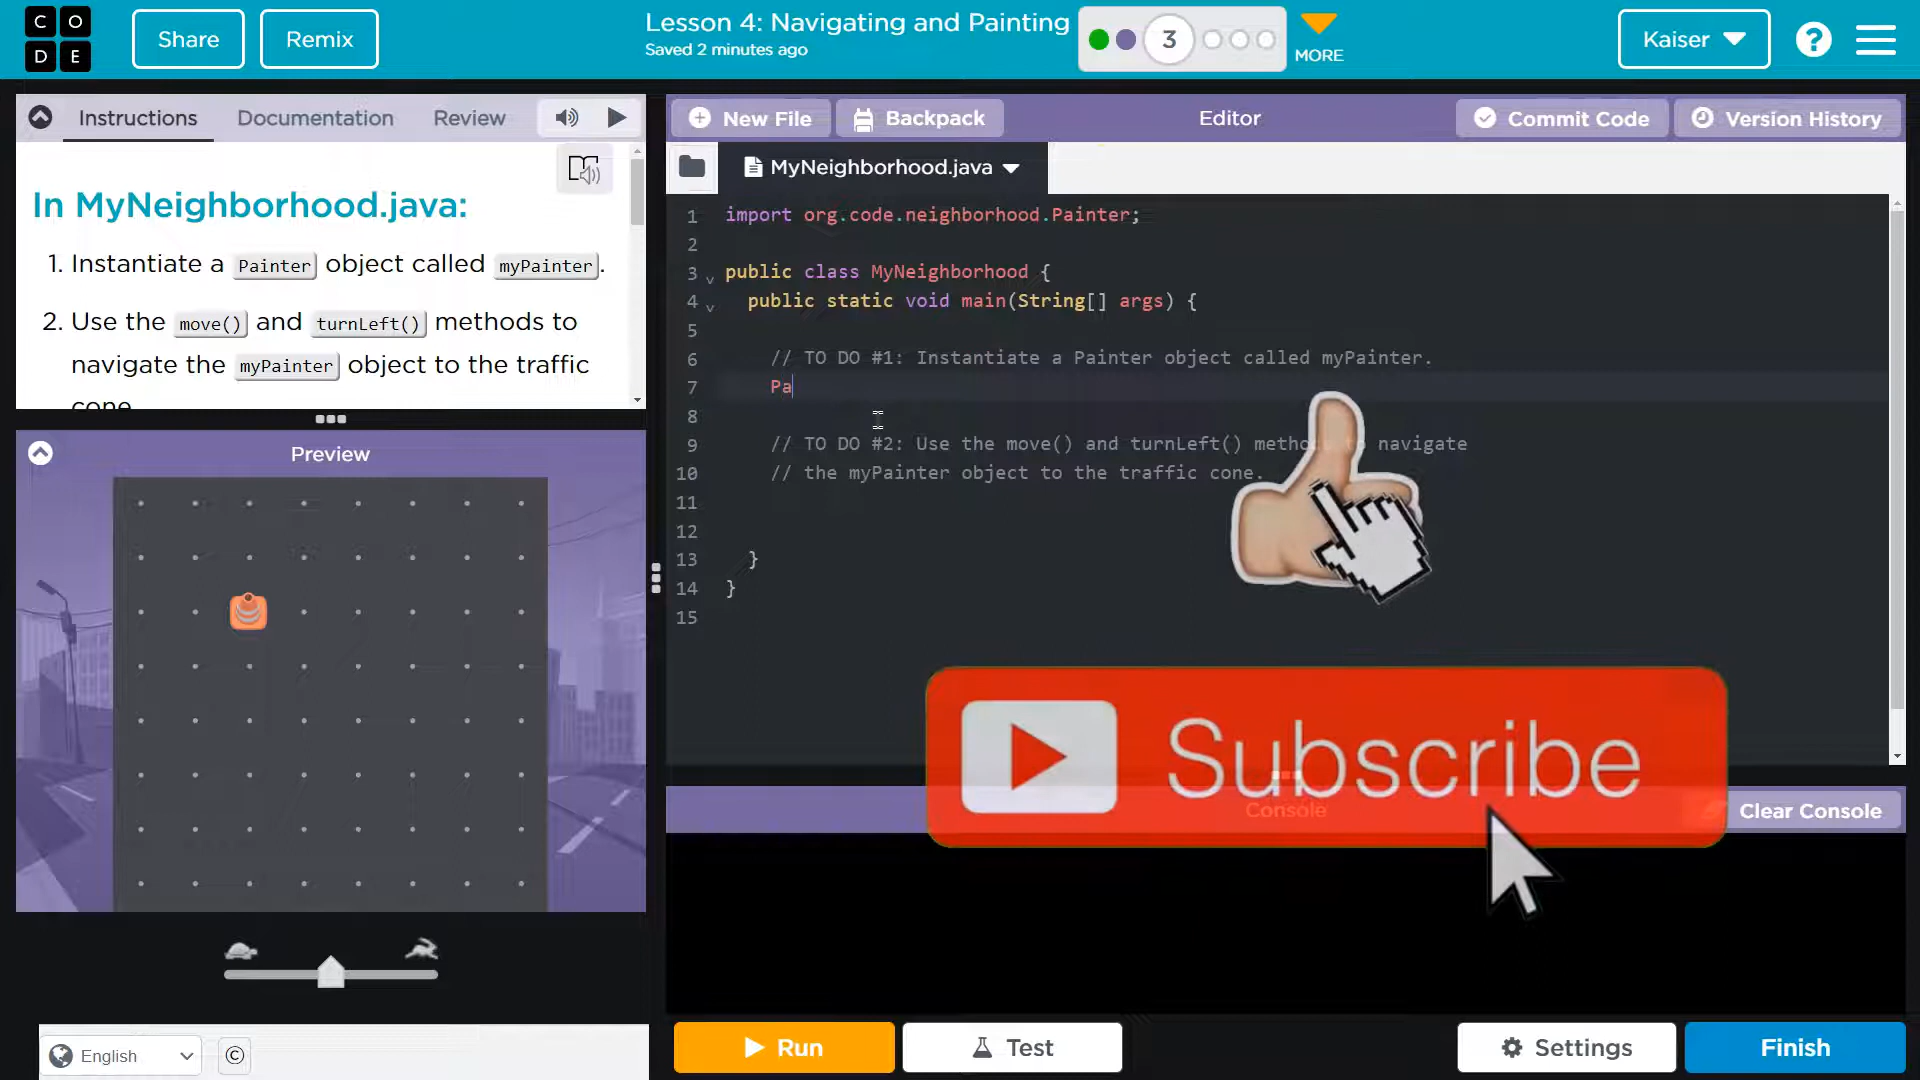 C O
D E
Share
Remix
Lesson 4: Navigating and Painting
Saved 2 minutes ago
3
MORE
Kaiser
?
Instructions
Documentation
Review
New File
Backpack
Editor
Commit Code
Version History
MyNeighborhood.java
In MyNeighborhood.java:
1. Instantiate a Painter object called myPainter.
2. Use the move() and turnLeft() methods to
navigate the myPainter object to the traffic
cone
1 import org.code.neighborhood.Painter;
2
3 public class MyNeighborhood {
4 public static void main(String[] args) {
5
6 // TO DO #1: Instantiate a Painter object called myPainter.
7 Pa
8
9 // TO DO #2: Use the move() and turnLeft() methods to navigate
10 // the myPainter object to the traffic cone.
11
12
13 }
14 }
15
Preview
Subscribe
Console
Clear Console
English
©
Run
Test
Settings
Finish